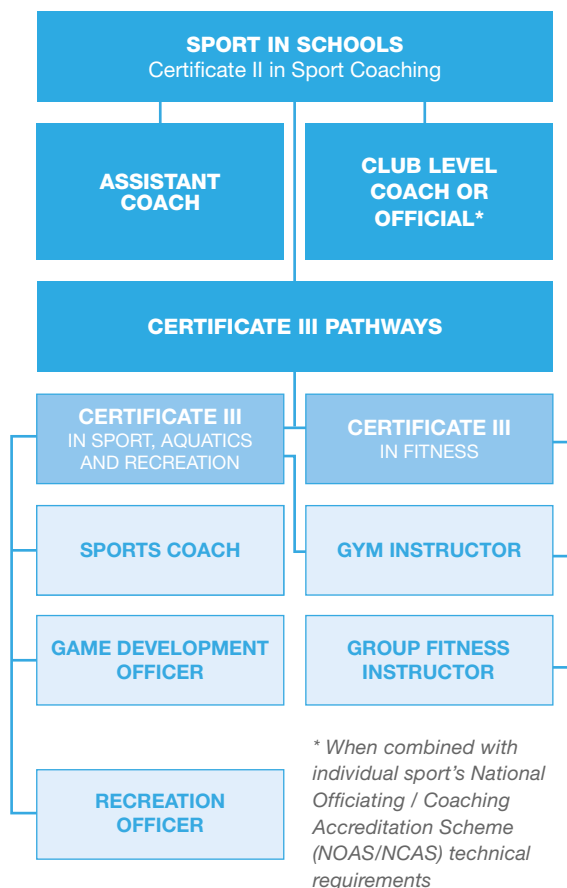 SPORT IN SCHOOLS
Certificate II in Sport Coaching
ASSISTANT
COACH
CLUB LEVEL
COACH OR
OFFICIAL*
CERTIFICATE III PATHWAYS
CERTIFICATE III
IN SPORT, AQUATICS
AND RECREATION
CERTIFICATE III
IN FITNESS
SPORTS COACH
GYM INSTRUCTOR
GAME DEVELOPMENT
OFFICER
GROUP FITNESS
INSTRUCTOR
RECREATION
OFFICER
* When combined with
individual sport's National
Officiating / Coaching
Accreditation Scheme
(NOAS/NCAS) technical
requirements